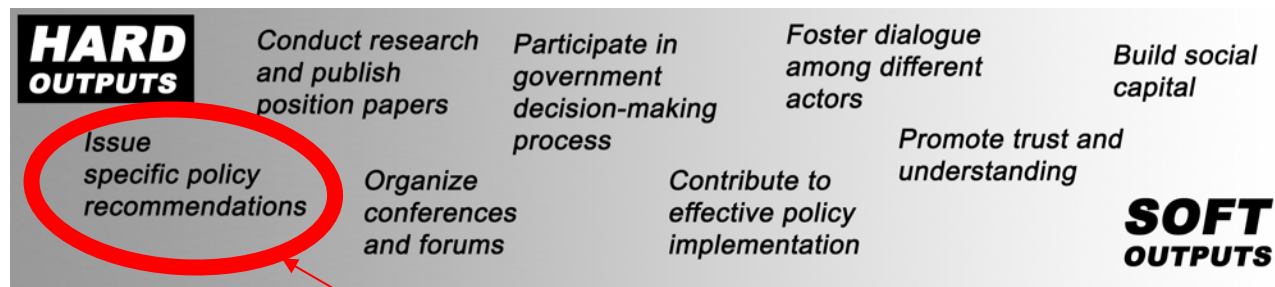 HARD
OUTPUTS
Conduct research
and publish
position papers
Participate in
government
decision-making
process
Foster dialogue
among different
actors
Build social
capital
Issue
specific policy
recommendations
Organize
conferences
and forums
Contribute to
effective policy
implementation
Promote trust and
understanding
SOFT
OUTPUTS